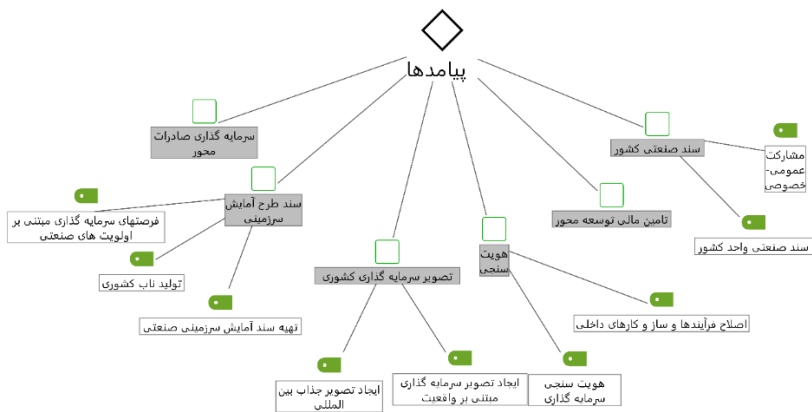 پیامدها
سند صنعتی کشور
مشارکت
عمومی-
خصوصی
سند صنعتی واحد کشور
تامین مالی توسعه محور
هویت
سنجی
اصلاح فرآیندها و ساز و کارهای داخلی
هویت سنجی
سرمایه گذاری
تصویر سرمایه گذاری کشوری
ایجاد تصویر سرمایه گذاری
مبتنی بر واقعیت
ایجاد تصویر جذاب بین
المللی
سند طرح آمایش
سرزمینی
فرصتهای سرمایه گذاری مبتنی بر
اولویت های صنعتی
تولید ناب کشوری
تهیه سند آمایش سرزمینی صنعتی
سرمایه گذاری صادرات
محور